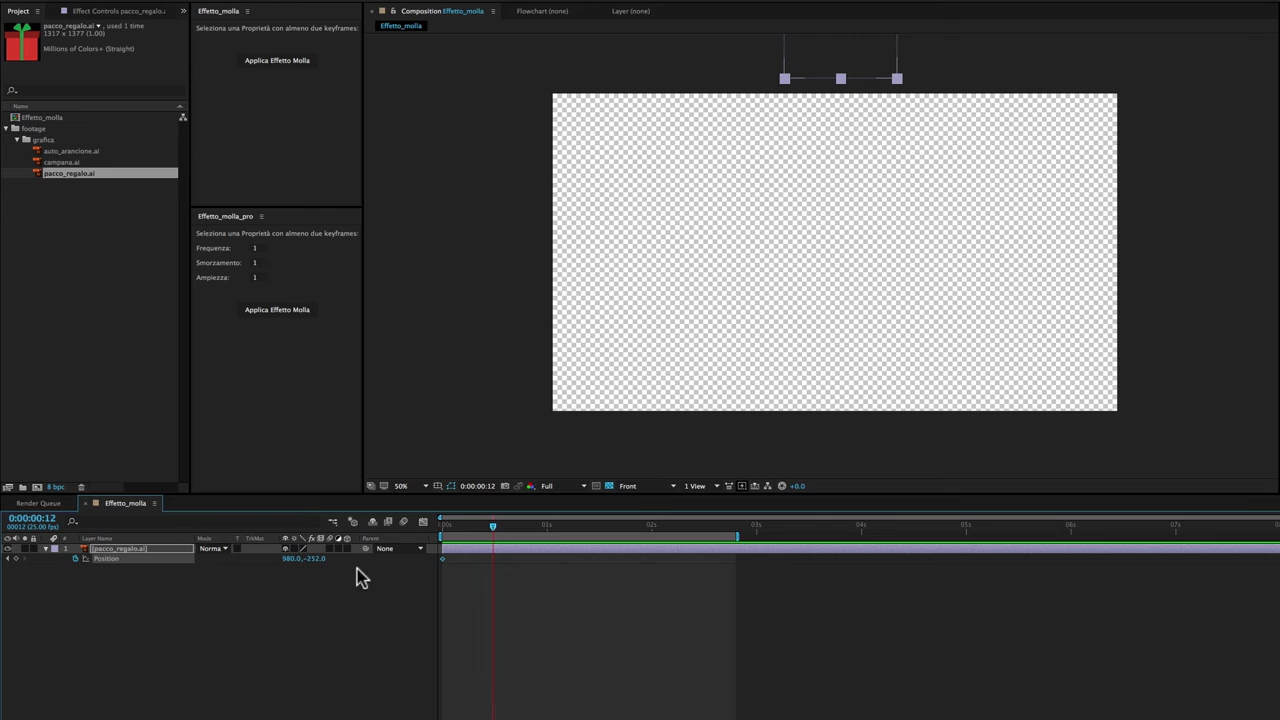 Project
Effect Controls pacco_regalo.
pacco_regalo.ai , used 1 time
1317 x 1377 (1.00)
Millions of Colors+ (Straight)
Name
Effetto_molla
footage
grafica
auto_arancione.ai
campana.ai
pacco_regalo.ai
8 bpc
Effetto_molla
Seleziona una Proprietà con almeno due keyframes:
Applica Effetto Molla
Effetto_molla_pro
Seleziona una Proprietà con almeno due keyframes:
Frequenza: 1
Smorzamento: 1
Ampiezza: 1
Applica Effetto Molla
Composition Effetto_molla
Flowchart (none)
Layer (none)
Effetto_molla
50%
0:00:00:12
Full
Front
1 View
+0.0
Render Queue
Effetto_molla
0:00:00:12
00012 (25.00 fps)
# Layer Name Mode T TrkMat Parent
1 [pacco_regalo.ai] Norma None
Position 980.0,-252.0
:00s 01s 02s 03s 04s 05s 06s 07s